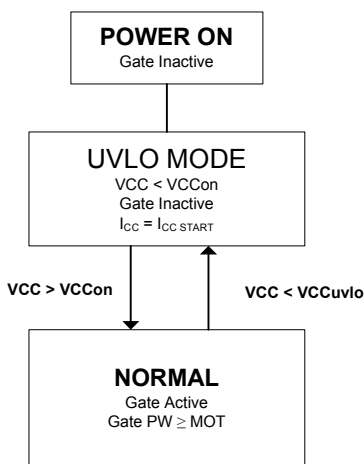 POWER ON
Gate Inactive
UVLO MODE
VCC < VCCon
Gate Inactive
ICC = ICC START
VCC > VCCon
VCC < VCCuvlo
NORMAL
Gate Active
Gate PW ≥ MOT